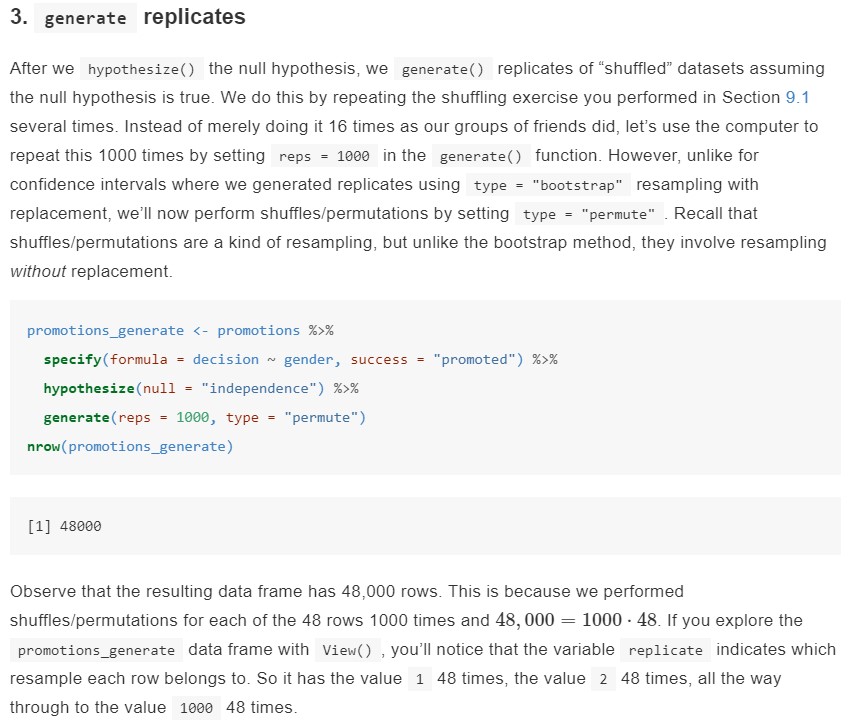 3. generate replicates
After we hypothesize() the null hypothesis, we generate() replicates of “shuffled” datasets assuming
the null hypothesis is true. We do this by repeating the shuffling exercise you performed in Section 9.1
several times. Instead of merely doing it 16 times as our groups of friends did, let’s use the computer to
repeat this 1000 times by setting reps = 1000 in the generate() function. However, unlike for
confidence intervals where we generated replicates using type = "bootstrap" resampling with
replacement, we’ll now perform shuffles/permutations by setting type = "permute" . Recall that
shuffles/permutations are a kind of resampling, but unlike the bootstrap method, they involve resampling
without replacement.
promotions_generate <- promotions %>%
  specify(formula = decision ~ gender, success = "promoted") %>%
  hypothesize(null = "independence") %>%
  generate(reps = 1000, type = "permute")
nrow(promotions_generate)
[1] 48000
Observe that the resulting data frame has 48,000 rows. This is because we performed
shuffles/permutations for each of the 48 rows 1000 times and 48,000 = 1000 · 48. If you explore the
promotions_generate data frame with View() , you’ll notice that the variable replicate indicates which
resample each row belongs to. So it has the value 1 48 times, the value 2 48 times, all the way
through to the value 1000 48 times.